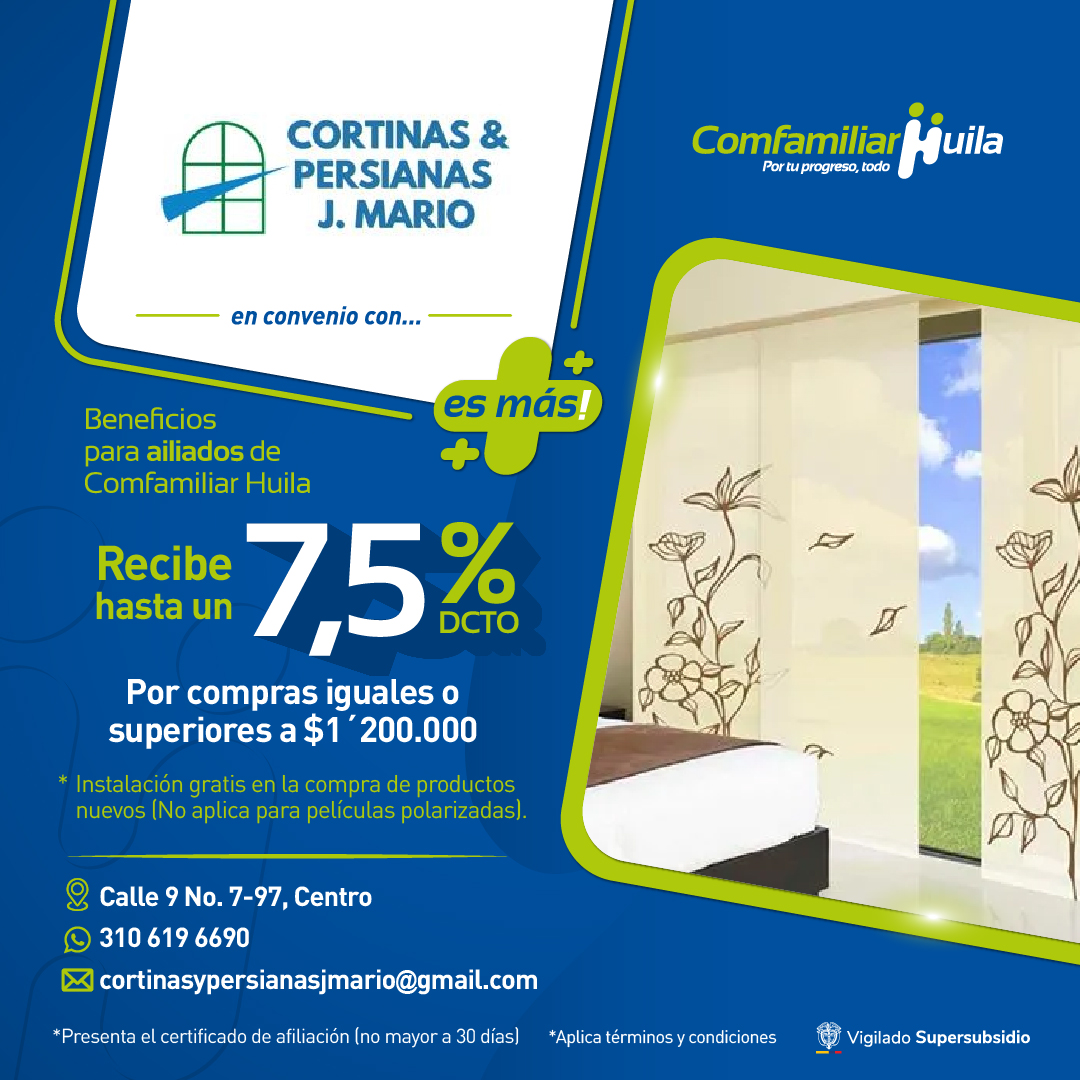 CORTINAS &
PERSIANAS
J. MARIO
en convenio con...
es más!
ComfamiliarHuila
Por tu progreso, todo
Beneficios
para ailiados de
Comfamiliar Huila
Recibe
hasta un
7,5%
DCTO
Por compras iguales o
superiores a $1´200.000
* Instalación gratis en la compra de productos
nuevos (No aplica para películas polarizadas).
Calle 9 No. 7-97, Centro
310 619 6690
cortinasypersianasjmario@gmail.com
*Presenta el certificado de afiliación (no mayor a 30 días)
*Aplica términos y condiciones
Vigilado Supersubsidio